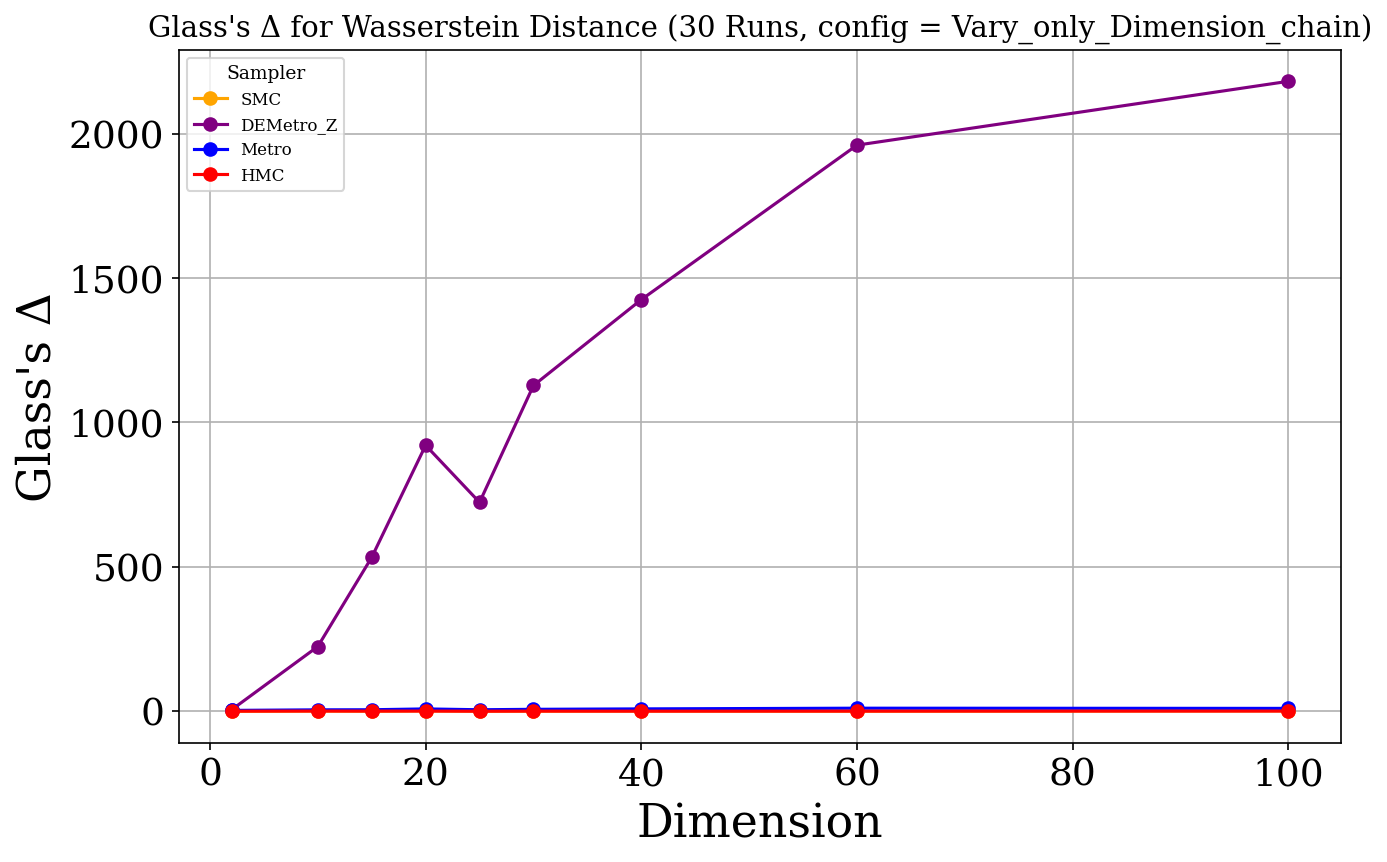 Glass's Δ for Wasserstein Distance (30 Runs, config = Vary_only_Dimension_chain)
Sampler
SMC
DEMetro_Z
Metro
HMC
Glass's Δ
2000
1500
1000
500
0
0 20 40 60 80 100
Dimension